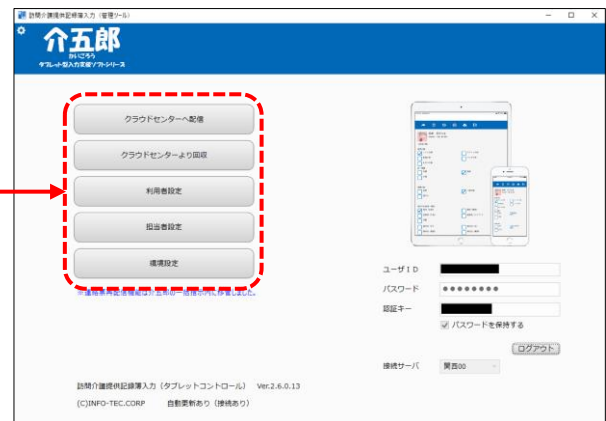 訪問介護提供記録簿入力 (管理ツール)
介五郎
かいごろう
タブレット型入力支援ソフトシリーズ
クラウドセンターへ配信
クラウドセンターより回収
利用者設定
担当者設定
環境設定
ユーザID
パスワード
認証キー
パスワードを保持する
ログアウト
接続サーバ 関西00
訪問介護提供記録簿入力（タブレットコントロール） Ver.2.6.0.13
(C)INFO-TEC.CORP 自動更新あり（接続あり）